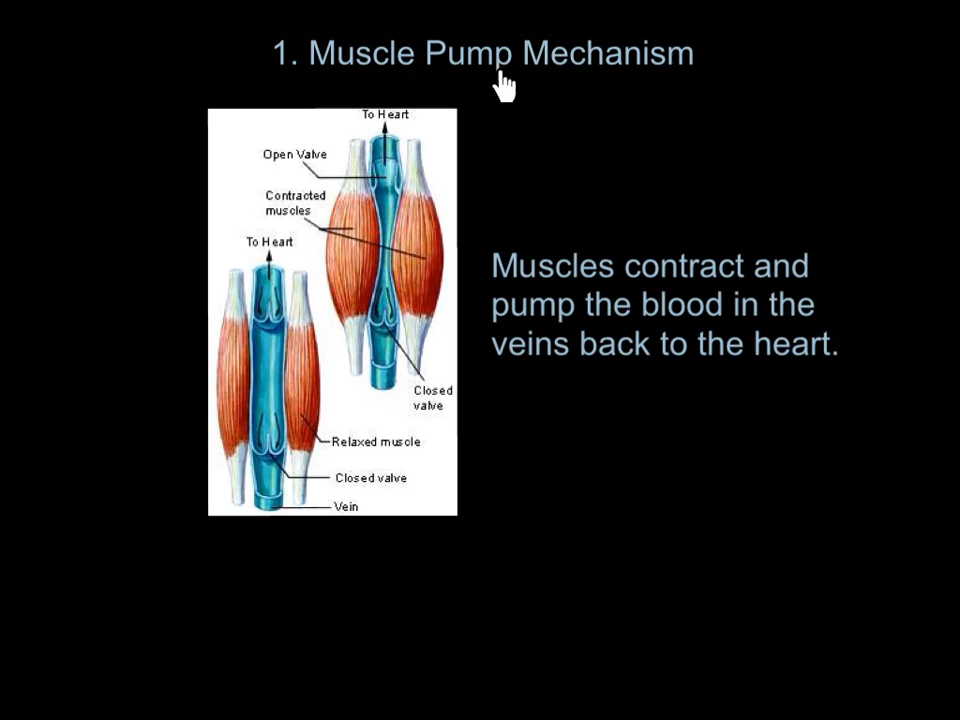 1. Muscle Pump Mechanism
To Heart
Open Valve
Contracted
muscles
To Heart
Muscles contract and
pump the blood in the
veins back to the heart.
Closed
valve
Relaxed muscle
Closed valve
Vein